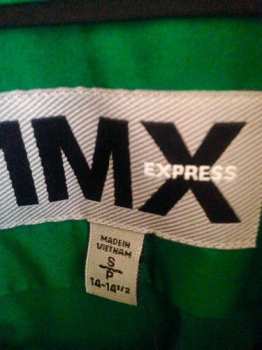 1MX
EXPRESS
MADE IN
VIETNAM
S
P
14-14 1/2